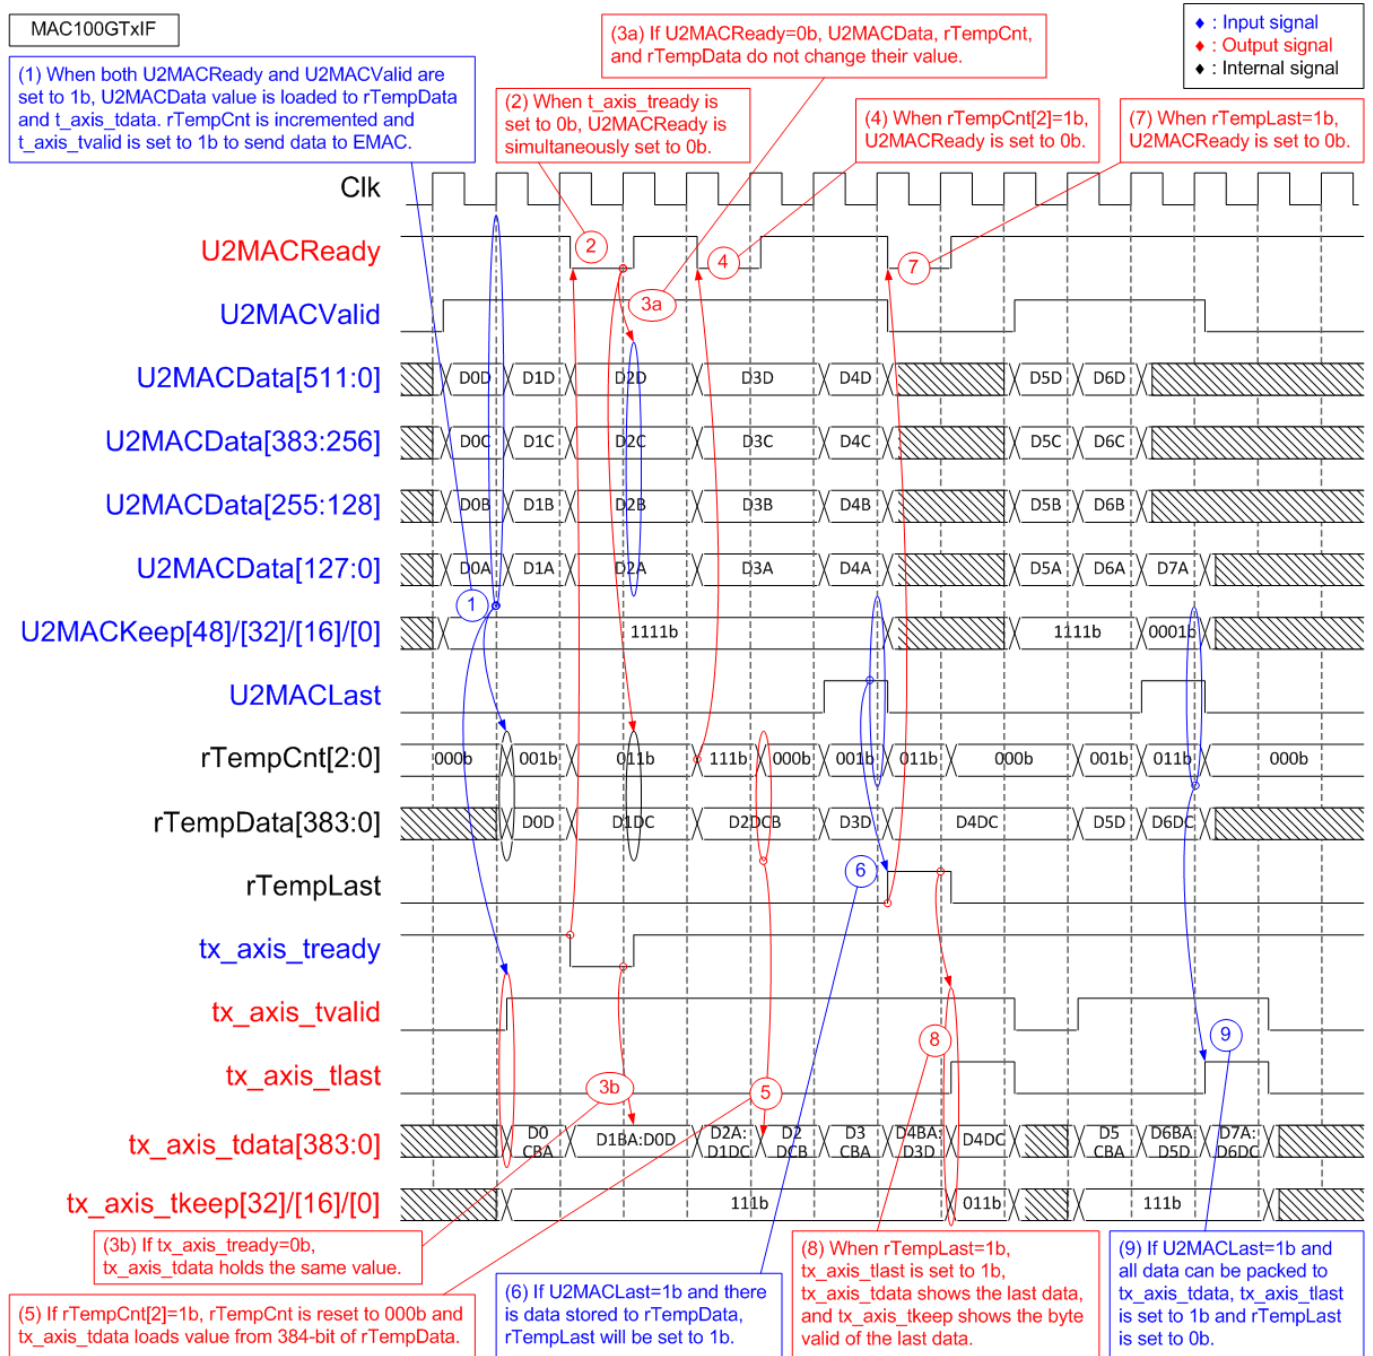 MAC100GTxIF
♦ : Input signal
♦ : Output signal
♦ : Internal signal
(1) When both U2MACReady and U2MACValid are
set to 1b, U2MACData value is loaded to rTempData
and t_axis_tdata. rTempCnt is incremented and
t_axis_tvalid is set to 1b to send data to EMAC.
(2) When t_axis_tready is
set to 0b, U2MACReady is
simultaneously set to 0b.
(3a) If U2MACReady=0b, U2MACData, rTempCnt,
and rTempData do not change their value.
(4) When rTempCnt[2]=1b,
U2MACReady is set to 0b.
(7) When rTempLast=1b,
U2MACReady is set to 0b.
Clk
U2MACReady 2 4 7
U2MACValid 3a
U2MACData[511:0] D0D D1D D2D D3D D4D D5D D6D
U2MACData[383:256] D0C D1C D2C D3C D4C D5C D6C
U2MACData[255:128] D0B D1B D2B D3B D4B D5B D6B
U2MACData[127:0] D0A D1A D2A D3A D4A D5A D6A D7A
1
U2MACKeep[48]/[32]/[16]/[0] 1111b 1111b 0001b
U2MACLast
rTempCnt[2:0] 000b 001b 011b 111b 000b 001b 011b 000b 001b 011b 000b
rTempData[383:0] D0D D1DC D2DCB D3D D4DC D5D D6DC
rTempLast 6
tx_axis_tready
tx_axis_tvalid
8 9
tx_axis_tlast
3b 5
tx_axis_tdata[383:0] D0 CBA D1BA:D0D D2A: D1DC D2 DCB D3 CBA D4BA: D3D D4DC D5 CBA D6BA: D5D D7A: D6DC
tx_axis_tkeep[32]/[16]/[0] 111b 011b 111b
(3b) If tx_axis_tready=0b,
tx_axis_tdata holds the same value.
(5) If rTempCnt[2]=1b, rTempCnt is reset to 000b and
tx_axis_tdata loads value from 384-bit of rTempData.
(6) If U2MACLast=1b and there
is data stored to rTempData,
rTempLast will be set to 1b.
(8) When rTempLast=1b,
tx_axis_tlast is set to 1b,
tx_axis_tdata shows the last data,
and tx_axis_tkeep shows the byte
valid of the last data.
(9) If U2MACLast=1b and
all data can be packed to
tx_axis_tdata, tx_axis_tlast
is set to 1b and rTempLast
is set to 0b.